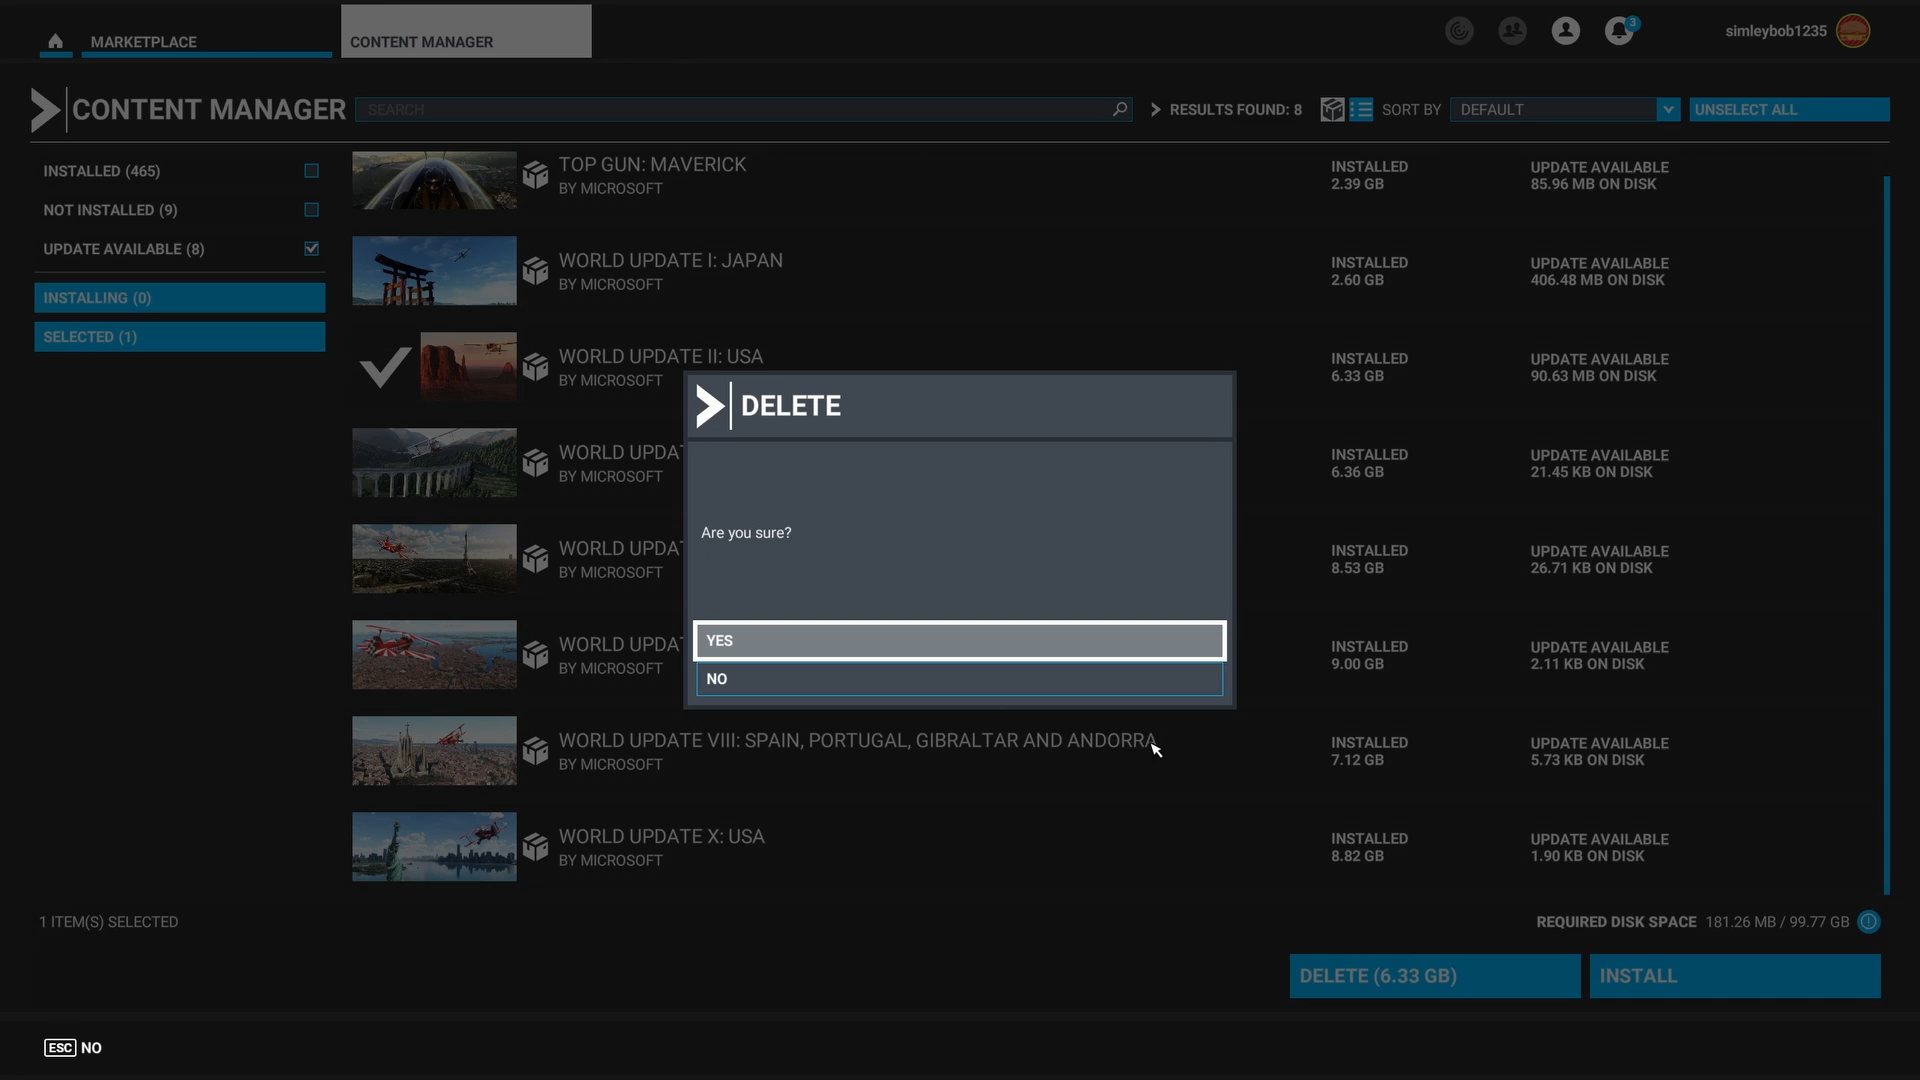 MARKETPLACE
CONTENT MANAGER
3
simleybob1235
CONTENT MANAGER
SEARCH
RESULTS FOUND: 8
SORT BY
DEFAULT
UNSELECT ALL
INSTALLED (465)
NOT INSTALLED (9)
UPDATE AVAILABLE (8)
INSTALLING (0)
SELECTED (1)
TOP GUN: MAVERICK
BY MICROSOFT
INSTALLED
2.39 GB
UPDATE AVAILABLE
85.96 MB ON DISK
WORLD UPDATE I: JAPAN
BY MICROSOFT
INSTALLED
2.60 GB
UPDATE AVAILABLE
406.48 MB ON DISK
WORLD UPDATE II: USA
BY MICROSOFT
INSTALLED
6.33 GB
UPDATE AVAILABLE
90.63 MB ON DISK
WORLD UPDAT
BY MICROSOFT
INSTALLED
6.36 GB
UPDATE AVAILABLE
21.45 KB ON DISK
WORLD UPDAT
BY MICROSOFT
INSTALLED
8.53 GB
UPDATE AVAILABLE
26.71 KB ON DISK
WORLD UPDAT
BY MICROSOFT
INSTALLED
9.00 GB
UPDATE AVAILABLE
2.11 KB ON DISK
WORLD UPDATE VIII: SPAIN, PORTUGAL, GIBRALTAR AND ANDORRA
BY MICROSOFT
INSTALLED
7.12 GB
UPDATE AVAILABLE
5.73 KB ON DISK
WORLD UPDATE X: USA
BY MICROSOFT
INSTALLED
8.82 GB
UPDATE AVAILABLE
1.90 KB ON DISK
DELETE
Are you sure?
YES
NO
1 ITEM(S) SELECTED
REQUIRED DISK SPACE 181.26 MB / 99.77 GB
DELETE (6.33 GB)
INSTALL
ESC NO